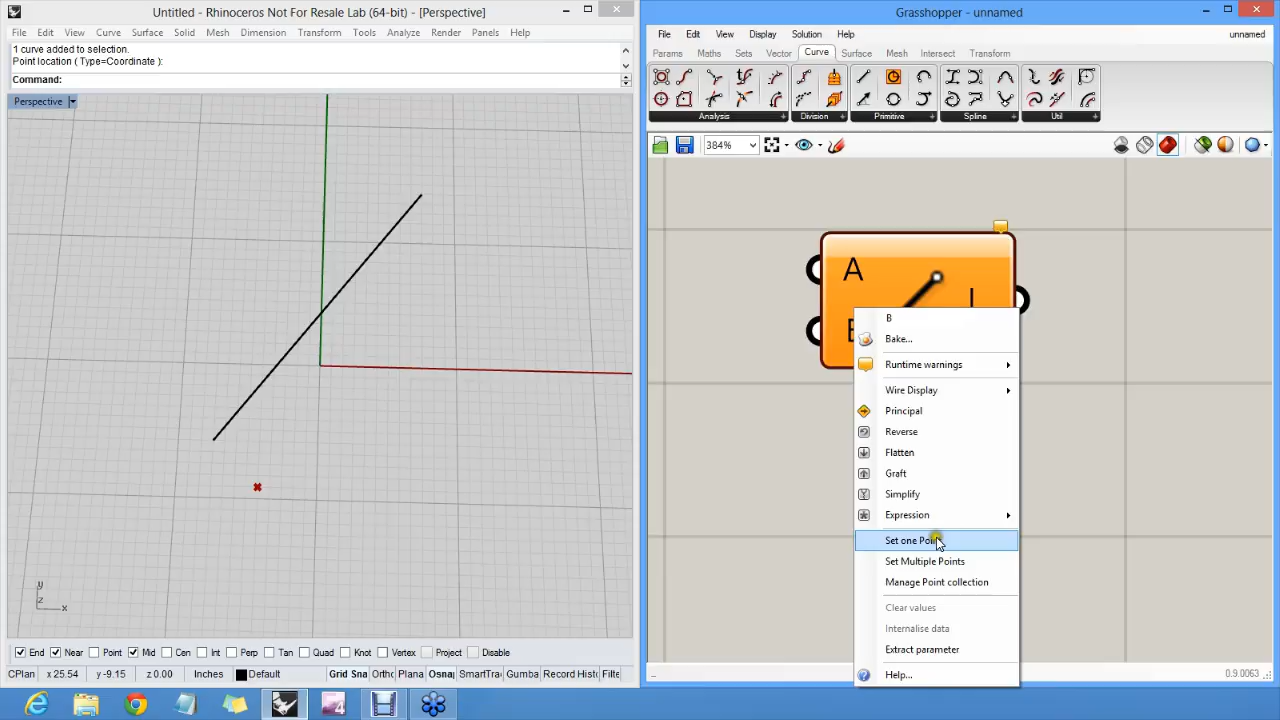 Untitled - Rhinoceros Not For Resale Lab (64-bit) - [Perspective]
File Edit View Curve Surface Solid Mesh Dimension Transform Tools Analyze Render Panels Help
1 curve added to selection.
Point location ( Type=Coordinate ):
Command:
Perspective
y
z
x
End Near Point Mid Cen Int Perp Tan Quad Knot Vertex Project Disable
CPlan x 25.54 y -9.15 z 0.00 Inches Default Grid Sna Ortho Plana Osna SmartTrac Gumba Record Histo Filte
Grasshopper - unnamed
File Edit View Display Solution Help unnamed
Params Maths Sets Vector Curve Surface Mesh Intersect Transform
Analysis Division Primitive Spline Util
384%
A
B
Bake...
Runtime warnings
Wire Display
Principal
Reverse
Flatten
Graft
Simplify
Expression
Set one Point
Set Multiple Points
Manage Point collection
Clear values
Internalise data
Extract parameter
Help...
0.9.0063